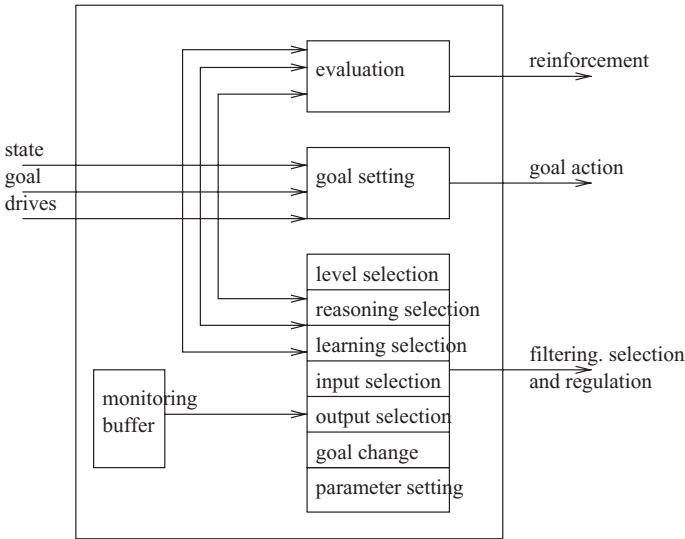 evaluation
reinforcement
state
goal
drives
goal setting
goal action
level selection
reasoning selection
learning selection
input selection
output selection
goal change
parameter setting
monitoring
buffer
filtering. selection
and regulation